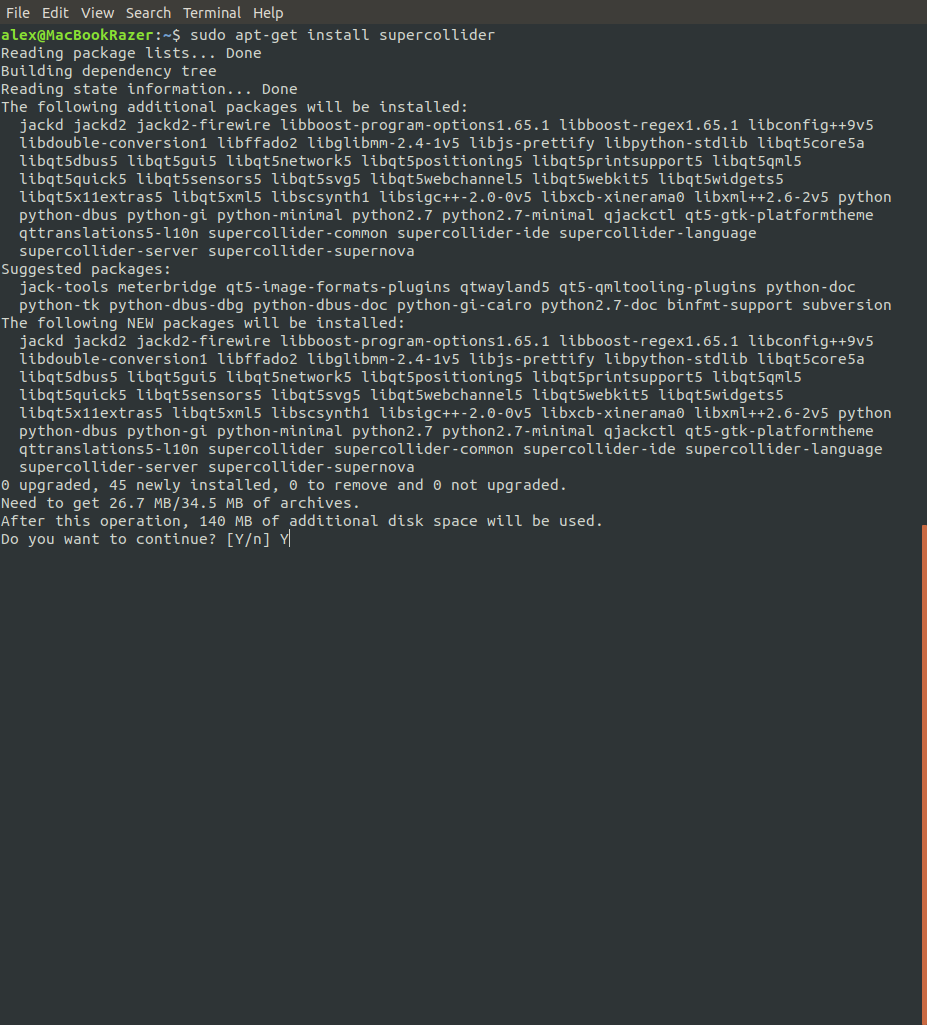 File Edit View Search Terminal Help
alex@MacBookRazer:~$ sudo apt-get install supercollider
Reading package lists... Done
Building dependency tree
Reading state information... Done
The following additional packages will be installed:
  jackd jackd2 jackd2-firewire libboost-program-options1.65.1 libboost-regex1.65.1 libconfig++9v5
  libdouble-conversion1 libffado2 libglibmm-2.4-1v5 libjs-prettify libpython-stdlib libqt5core5a
  libqt5dbus5 libqt5gui5 libqt5network5 libqt5positioning5 libqt5printsupport5 libqt5qml5
  libqt5quick5 libqt5sensors5 libqt5svg5 libqt5webchannel5 libqt5webkit5 libqt5widgets5
  libqt5x11extras5 libqt5xml5 libscsynth1 libsigc++-2.0-0v5 libxcb-xinerama0 libxml++2.6-2v5 python
  python-dbus python-gi python-minimal python2.7 python2.7-minimal qjackctl qt5-gtk-platformtheme
  qttranslations5-l10n supercollider-common supercollider-ide supercollider-language
  supercollider-server supercollider-supernova
Suggested packages:
  jack-tools meterbridge qt5-image-formats-plugins qtwayland5 qt5-qmltooling-plugins python-doc
  python-tk python-dbus-dbg python-dbus-doc python-gi-cairo python2.7-doc binfmt-support subversion
The following NEW packages will be installed:
  jackd jackd2 jackd2-firewire libboost-program-options1.65.1 libboost-regex1.65.1 libconfig++9v5
  libdouble-conversion1 libffado2 libglibmm-2.4-1v5 libjs-prettify libpython-stdlib libqt5core5a
  libqt5dbus5 libqt5gui5 libqt5network5 libqt5positioning5 libqt5printsupport5 libqt5qml5
  libqt5quick5 libqt5sensors5 libqt5svg5 libqt5webchannel5 libqt5webkit5 libqt5widgets5
  libqt5x11extras5 libqt5xml5 libscsynth1 libsigc++-2.0-0v5 libxcb-xinerama0 libxml++2.6-2v5 python
  python-dbus python-gi python-minimal python2.7 python2.7-minimal qjackctl qt5-gtk-platformtheme
  qttranslations5-l10n supercollider supercollider-common supercollider-ide supercollider-language
  supercollider-server supercollider-supernova
0 upgraded, 45 newly installed, 0 to remove and 0 not upgraded.
Need to get 26.7 MB/34.5 MB of archives.
After this operation, 140 MB of additional disk space will be used.
Do you want to continue? [Y/n] Y